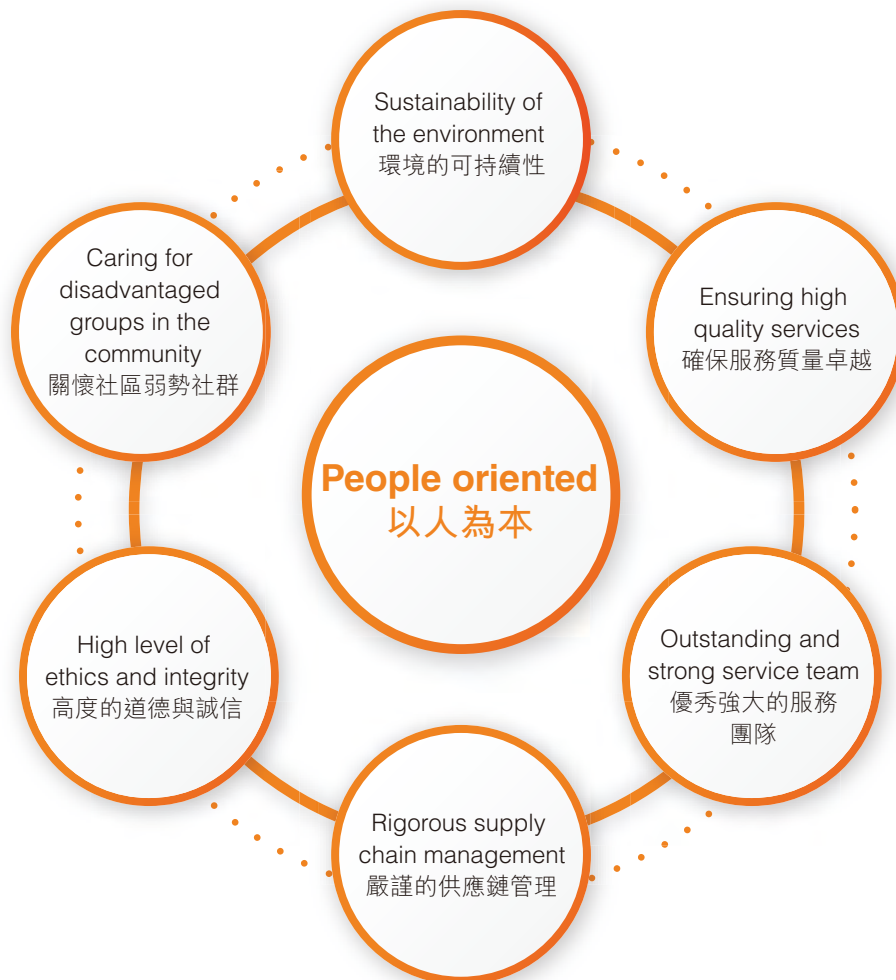 Sustainability of
the environment
環境的可持續性
Ensuring high
quality services
確保服務質量卓越
Outstanding and
strong service team
優秀強大的服務
團隊
Rigorous supply
chain management
嚴謹的供應鏈管理
High level of
ethics and integrity
高度的道德與誠信
Caring for
disadvantaged
groups in the
community
關懷社區弱勢社群
People oriented
以人為本